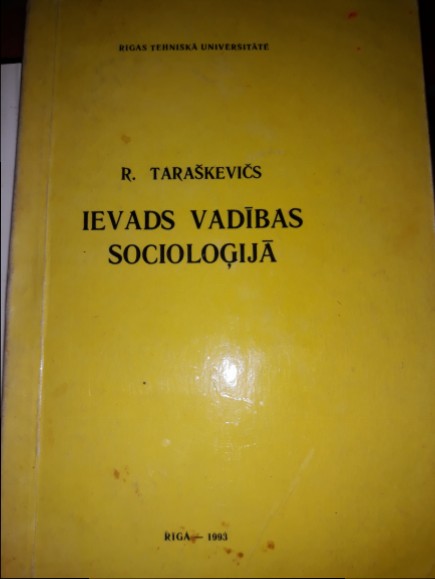 RĪGAS TEHNISKĀ UNIVERSITĀTE
R. TARAŠKEVIČS
IEVADS VADĪBAS
SOCIOLOĢIJĀ
RĪGA — 1993